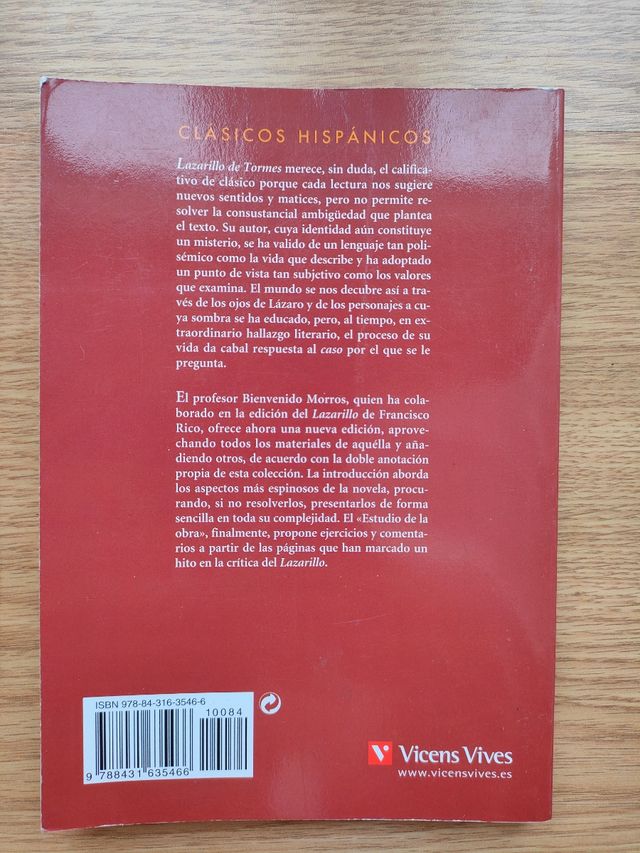 CLÁSICOS HISPÁNICOS
Lazarillo de Tormes merece, sin duda, el califica-
tivo de clásico porque cada lectura nos sugiere
nuevos sentidos y matices, pero no permite re-
solver la consustancial ambigüedad que plantea
el texto. Su autor, cuya identidad aún constituye
un misterio, se ha valido de un lenguaje tan poli-
sémico como la vida que describe y ha adoptado
un punto de vista tan subjetivo como los valores
que examina. El mundo se nos decubre así a tra-
vés de los ojos de Lázaro y de los personajes a cu-
ya sombra se ha educado, pero, al tiempo, en ex-
traordinario hallazgo literario, el proceso de su
vida da cabal respuesta al caso por el que se le
pregunta.
El profesor Bienvenido Morros, quien ha cola-
borado en la edición del Lazarillo de Francisco
Rico, ofrece ahora una nueva edición, aprove-
chando todos los materiales de aquélla y aña-
diendo otros, de acuerdo con la doble anotación
propia de esta colección. La introducción aborda
los aspectos más espinosos de la novela, procu-
rando, si no resolverlos, presentarlos de forma
sencilla en toda su complejidad. El «Estudio de la
obra», finalmente, propone ejercicios y comenta-
rios a partir de las páginas que han marcado un
hito en la crítica del Lazarillo.
ISBN 978-84-316-3546-6
10084
9 788431 635466
Vicens Vives
www.vicensvives.es